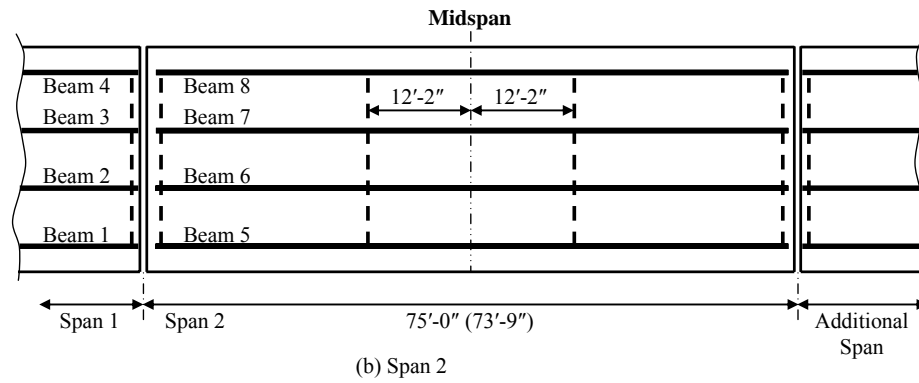 Midspan
Beam 4
Beam 8
12′-2″
12′-2″
Beam 3
Beam 7
Beam 2
Beam 6
Beam 1
Beam 5
Span 1
Span 2
75′-0″ (73′-9″)
Additional
Span
(b) Span 2